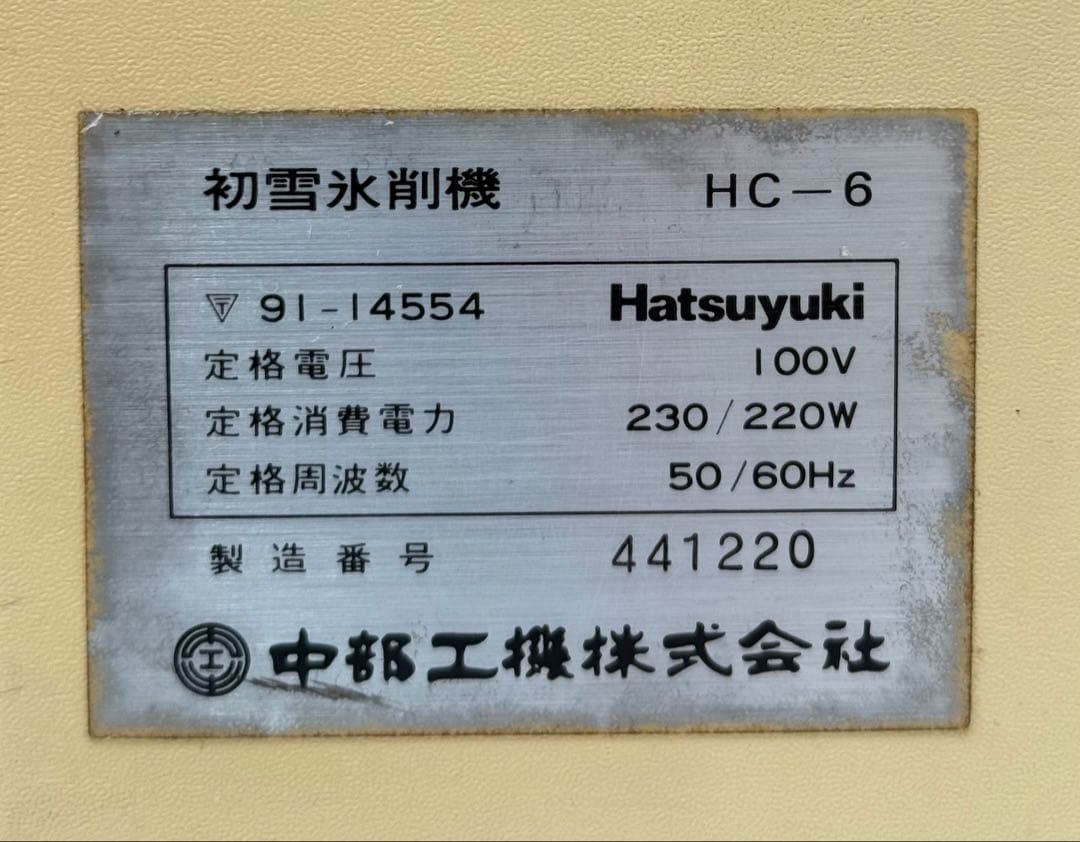 初雪氷削機 HC-6
〒 91-14554 Hatsuyuki
定格電圧 100V
定格消費電力 230/220W
定格周波数 50/60Hz
製造番号 441220
工 中部工機株式会社